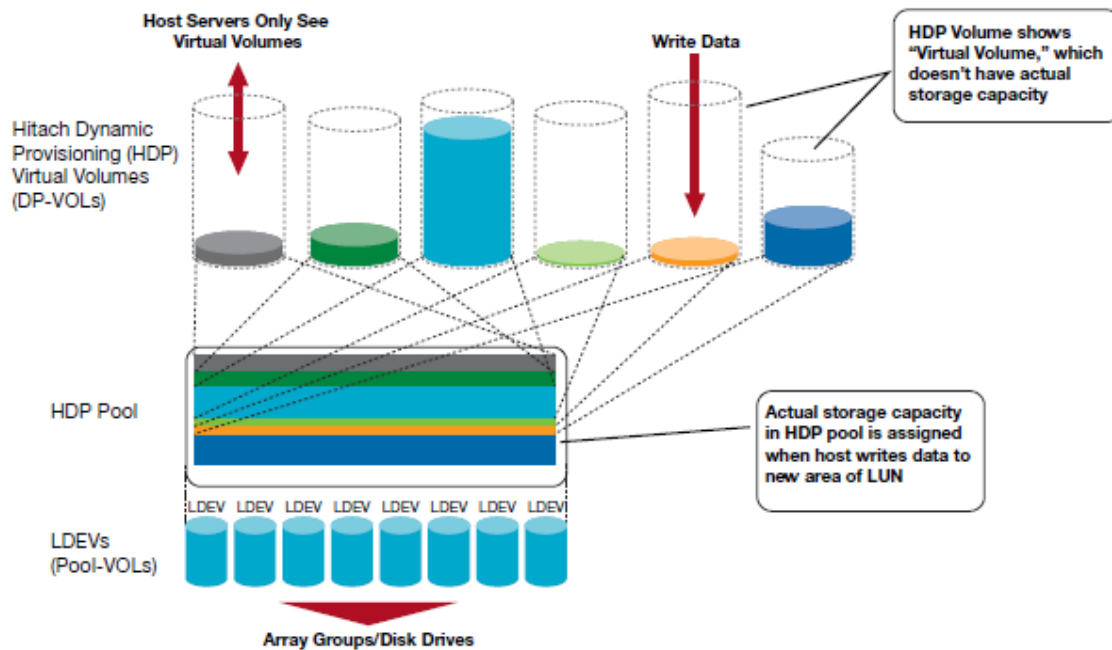 Host Servers Only See
Virtual Volumes
Write Data
HDP Volume shows
“Virtual Volume,” which
doesn’t have actual
storage capacity
Hitach Dynamic
Provisioning (HDP)
Virtual Volumes
(DP-VOLs)
HDP Pool
Actual storage capacity
in HDP pool is assigned
when host writes data to
new area of LUN
LDEV LDEV LDEV LDEV LDEV LDEV LDEV LDEV
LDEVs
(Pool-VOLs)
Array Groups/Disk Drives